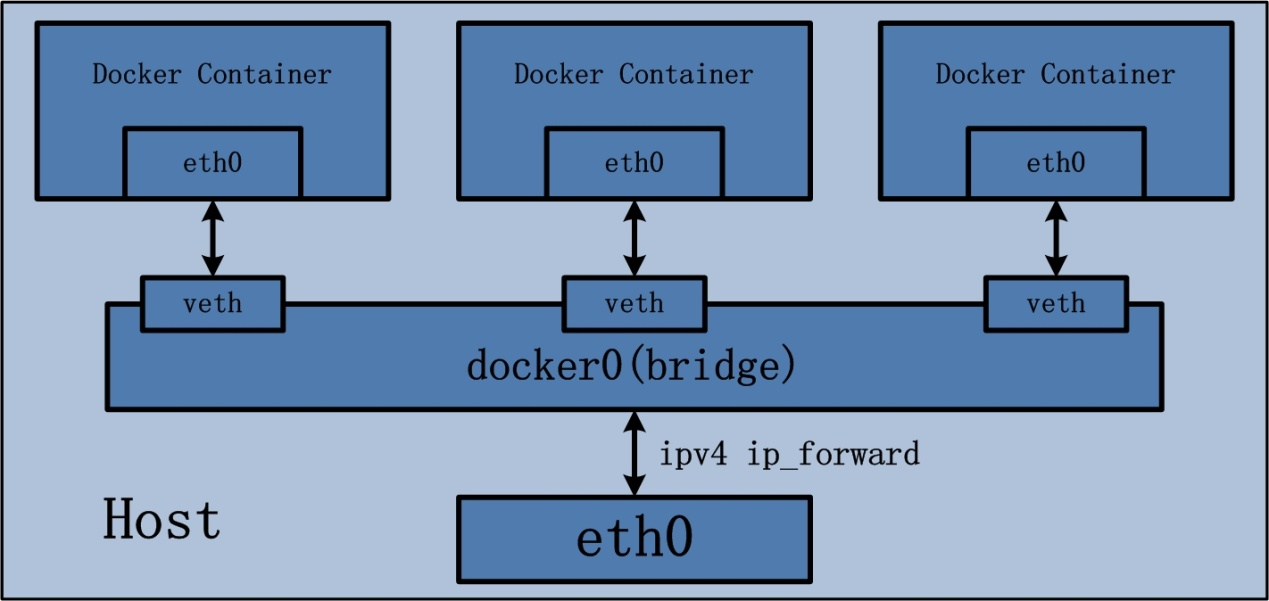 Docker Container
Docker Container
Docker Container
eth0
eth0
eth0
veth
veth
veth
docker0(bridge)
ipv4 ip_forward
Host
eth0